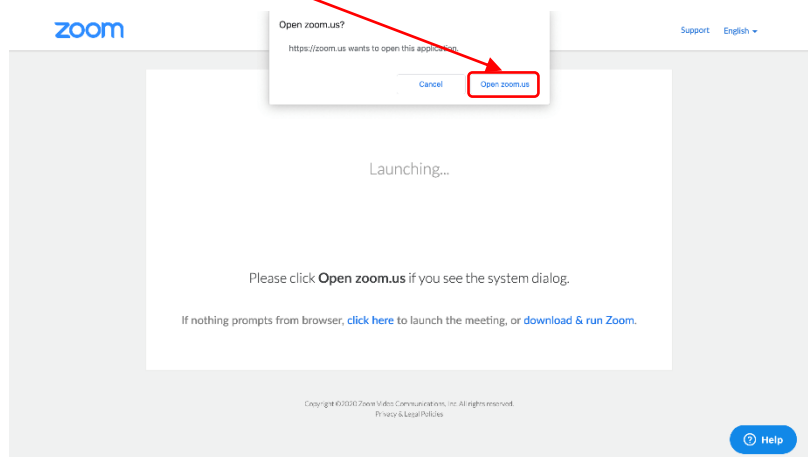 zoom
Support English
Open zoom.us?
https://zoom.us wants to open this application.
Cancel Open zoom.us
Launching...
Please click Open zoom.us if you see the system dialog.
If nothing prompts from browser, click here to launch the meeting, or download & run Zoom.
Copyright ©2020 Zoom Video Communications, Inc. All rights reserved.
Privacy & Legal Policies
Help